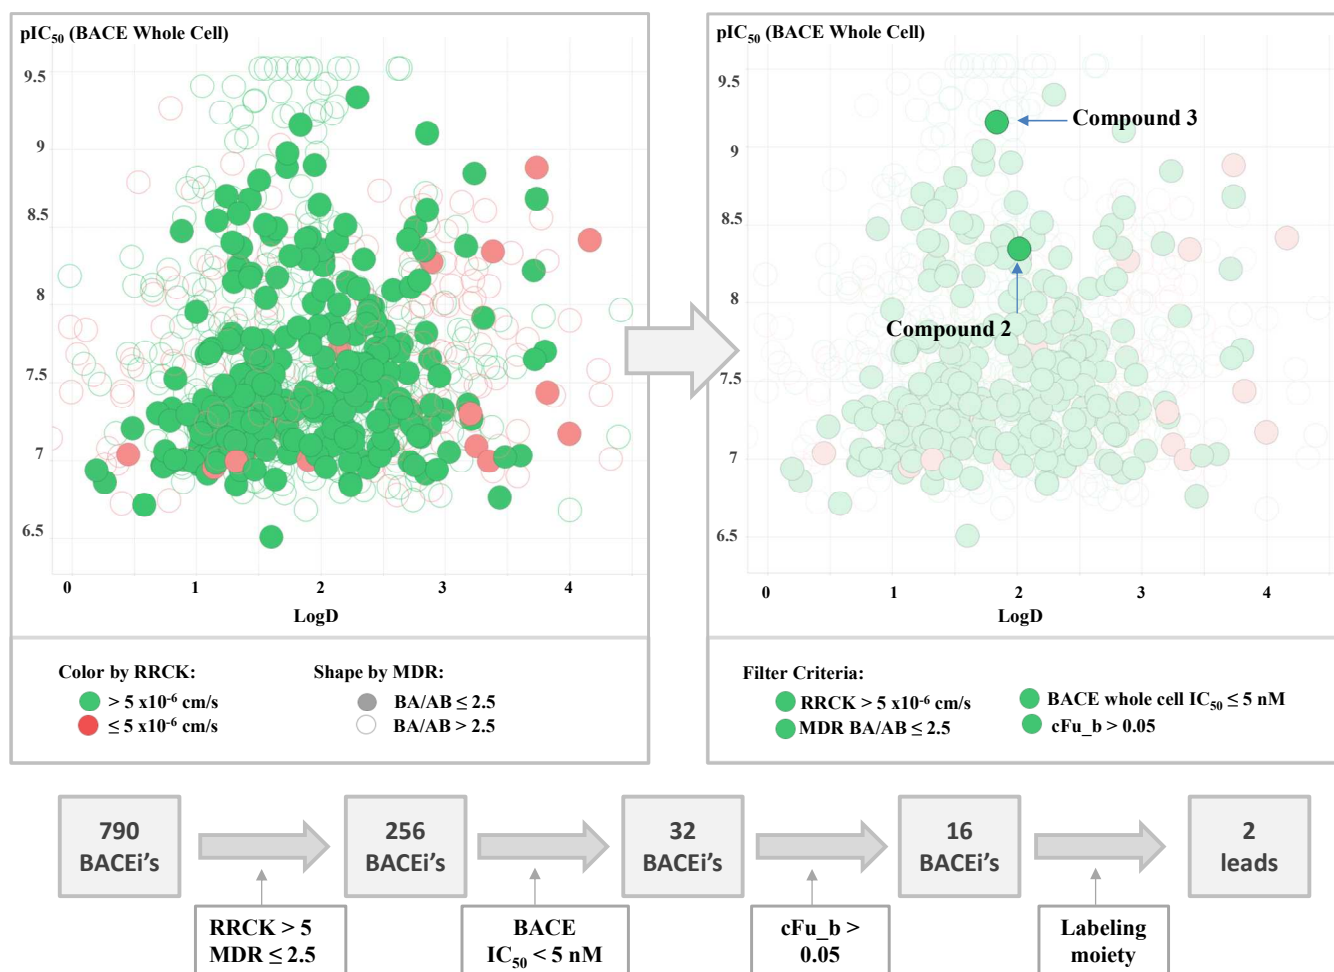 pIC50 (BACE Whole Cell)
9.5
9
8.5
8
7.5
7
6.5
0 1 2 3 4
LogD
Color by RRCK:
> 5 x10-6 cm/s
≤ 5 x10-6 cm/s
Shape by MDR:
BA/AB ≤ 2.5
BA/AB > 2.5
pIC50 (BACE Whole Cell)
9.5
9
8.5
8
7.5
7
6.5
Compound 3
Compound 2
0 1 2 3 4
LogD
Filter Criteria:
RRCK > 5 x10-6 cm/s
MDR BA/AB ≤ 2.5
BACE whole cell IC50 ≤ 5 nM
cFu_b > 0.05
790
BACEi's
256
BACEi's
32
BACEi's
16
BACEi's
2
leads
RRCK > 5
MDR ≤ 2.5
BACE
IC50 < 5 nM
cFu_b >
0.05
Labeling
moiety